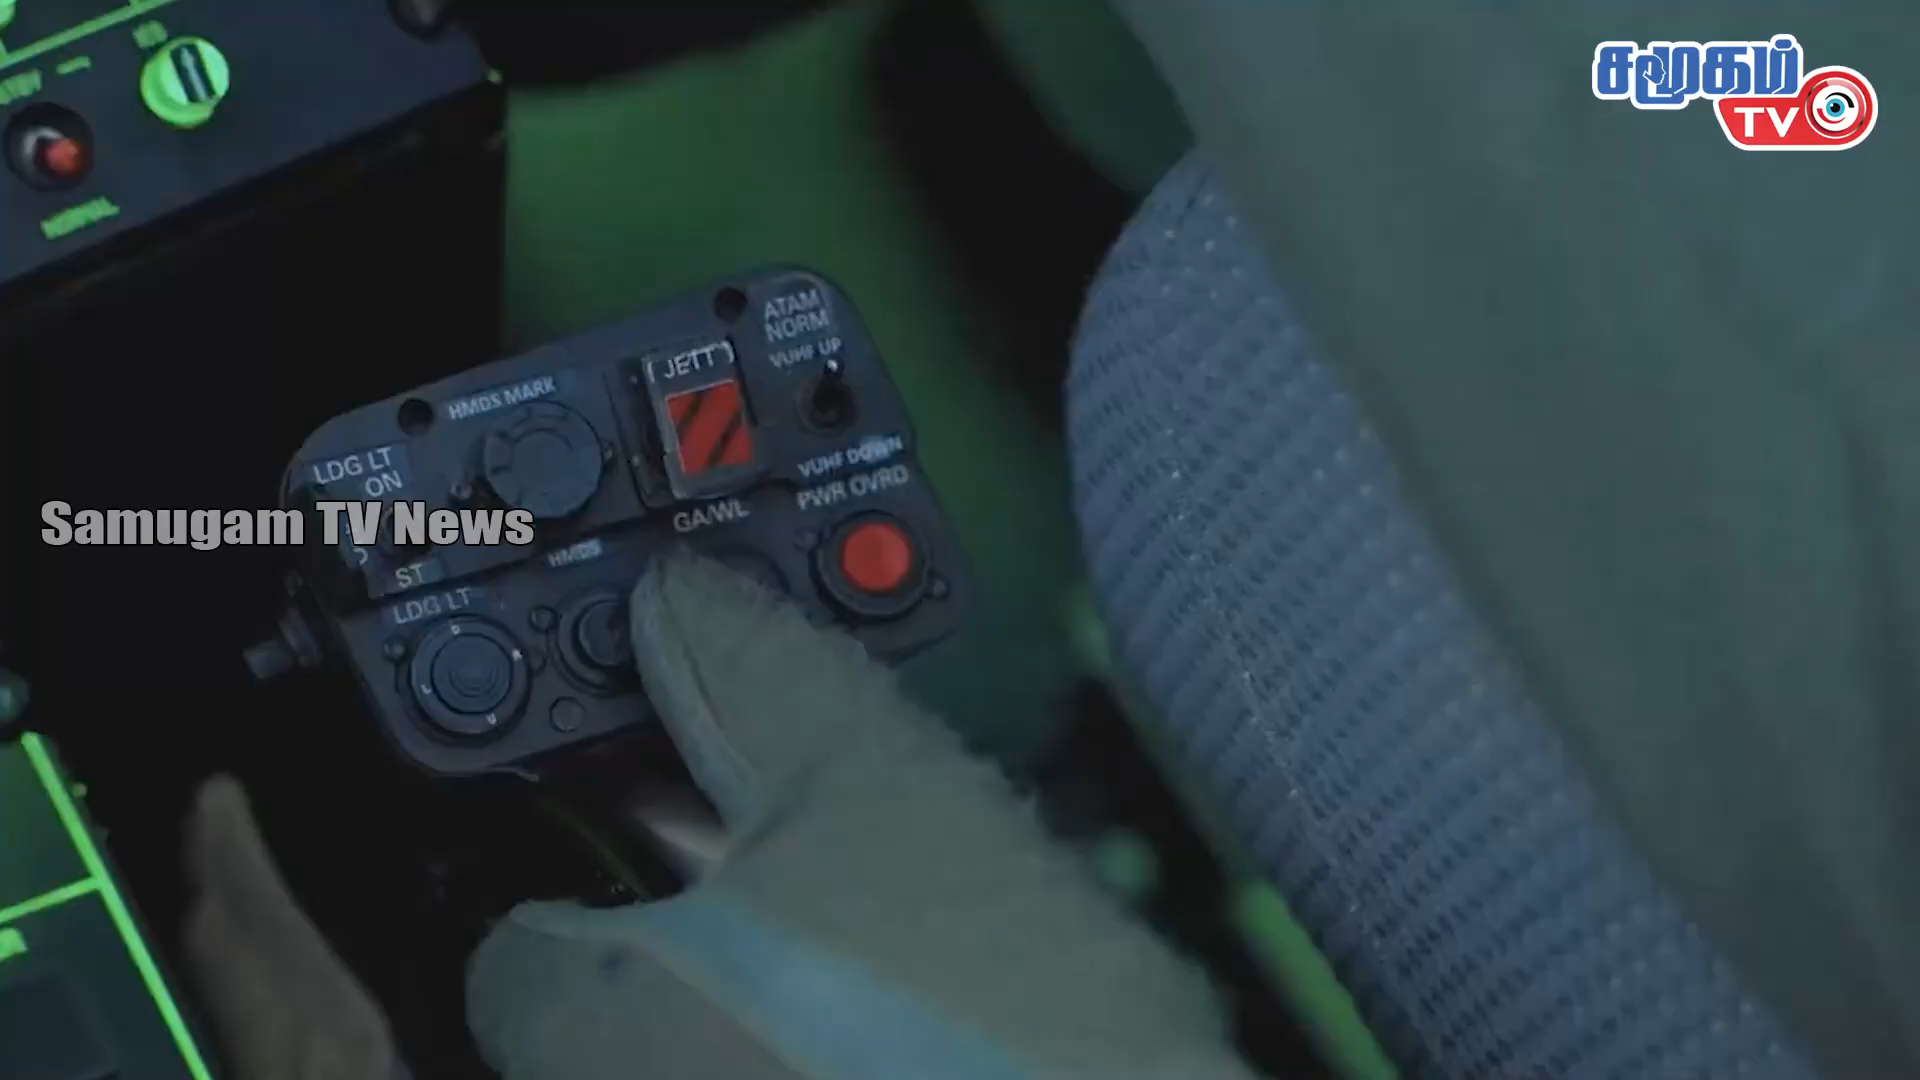 சமூகம்
TV
NORMAL
ATAM
NORM
VUHF UP
( JETT )
HMDS MARK
LDG LT
ON
VUHF DOWN
PWR OVRD
GA/WL
Samugam TV News
HMDS
ST
LDG LT